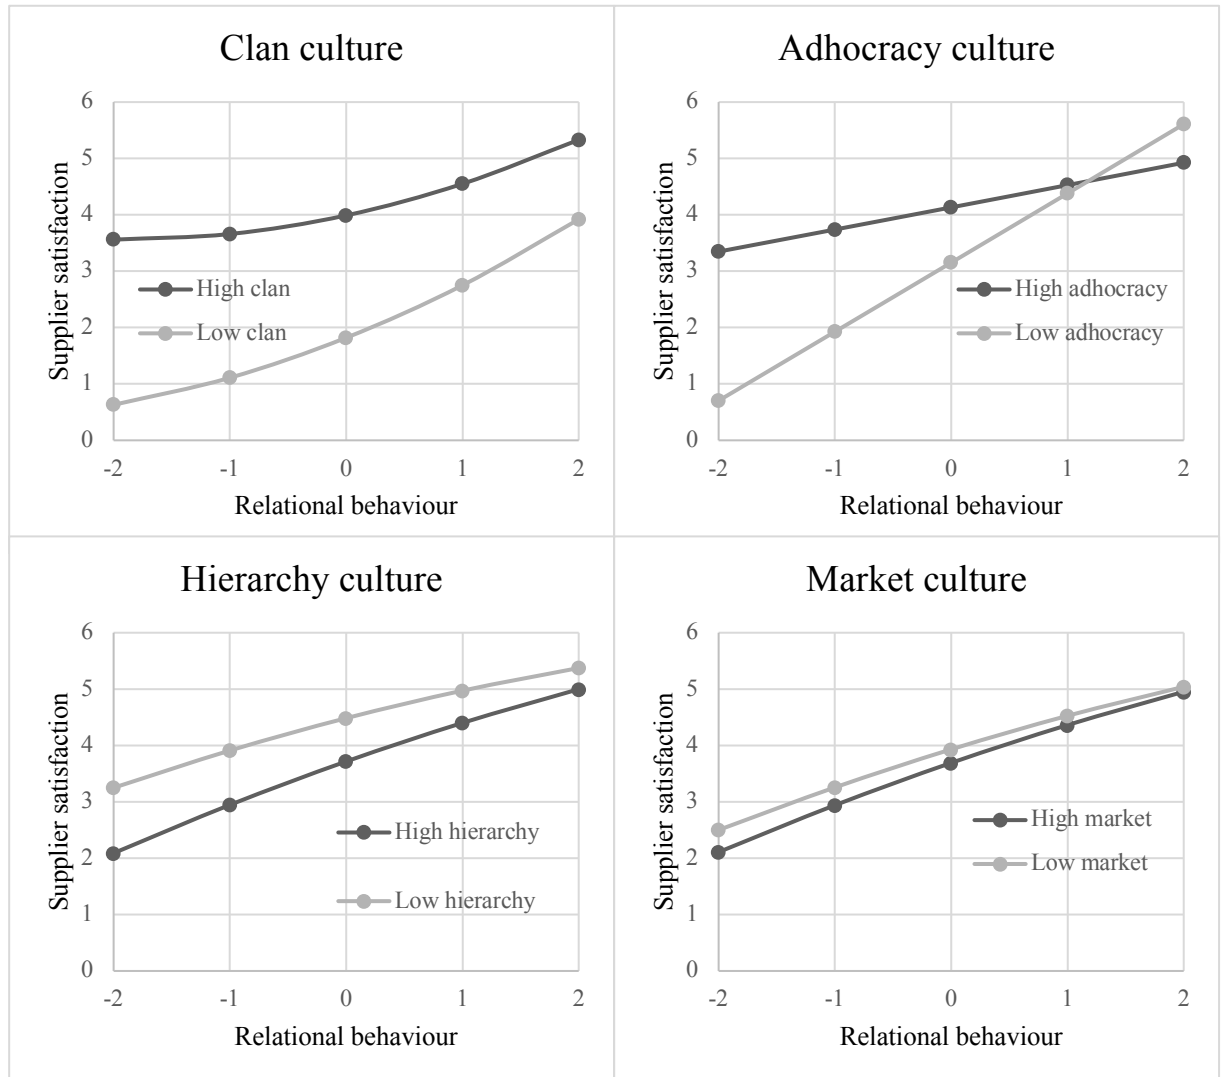 Clan culture
6
5
4
3
2
1
0
Supplier satisfaction
High clan
Low clan
-2 -1 0 1 2
Relational behaviour
Adhocracy culture
6
5
4
3
2
1
0
Supplier satisfaction
High adhocracy
Low adhocracy
-2 -1 0 1 2
Relational behaviour
Hierarchy culture
6
5
4
3
2
1
0
Supplier satisfaction
High hierarchy
Low hierarchy
-2 -1 0 1 2
Relational behaviour
Market culture
6
5
4
3
2
1
0
Supplier satisfaction
High market
Low market
-2 -1 0 1 2
Relational behaviour